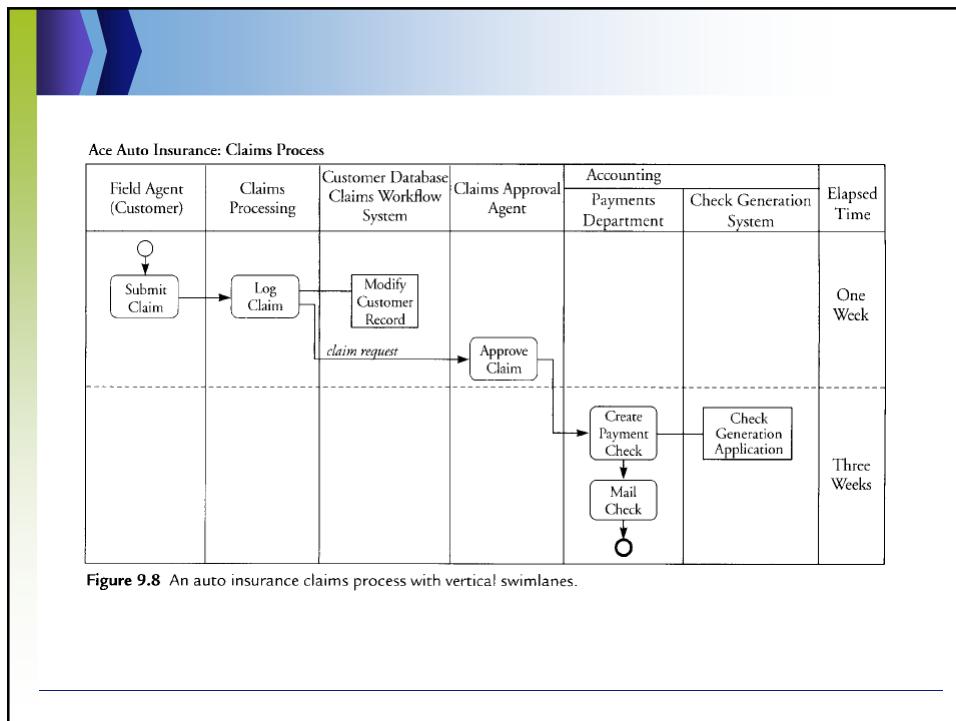 Ace Auto Insurance: Claims Process
Field Agent
(Customer)
Claims
Processing
Customer Database
Claims Workflow
System
Claims Approval
Agent
Accounting
Payments
Department
Check Generation
System
Elapsed
Time
Submit
Claim
Log
Claim
Modify
Customer
Record
One
Week
claim request
Approve
Claim
Create
Payment
Check
Check
Generation
Application
Three
Weeks
Mail
Check
Figure 9.8 An auto insurance claims process with vertical swimlanes.